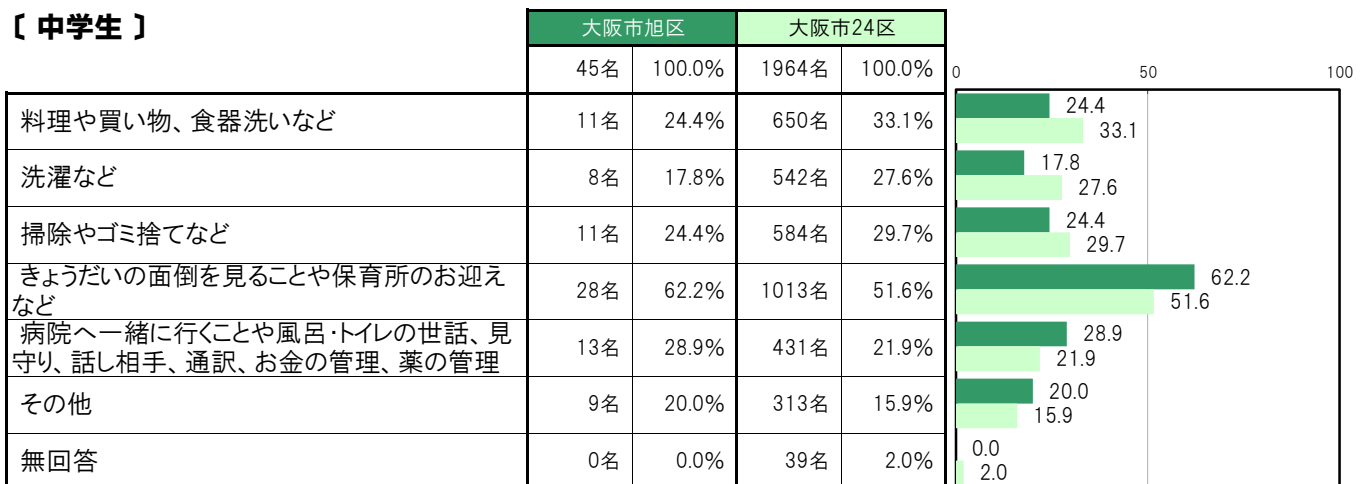 〔 中学生 〕
大阪市旭区 大阪市24区
45名 100.0% 1964名 100.0%
0 50 100
料理や買い物、食器洗いなど 11名 24.4% 650名 33.1%
24.4
33.1
洗濯など 8名 17.8% 542名 27.6%
17.8
27.6
掃除やゴミ捨てなど 11名 24.4% 584名 29.7%
24.4
29.7
きょうだいの面倒を見ることや保育所のお迎え
など
28名 62.2% 1013名 51.6%
62.2
51.6
病院へ一緒に行くことや風呂・トイレの世話、見
守り、話し相手、通訳、お金の管理、薬の管理
13名 28.9% 431名 21.9%
28.9
21.9
その他 9名 20.0% 313名 15.9%
20.0
15.9
無回答 0名 0.0% 39名 2.0%
0.0
2.0